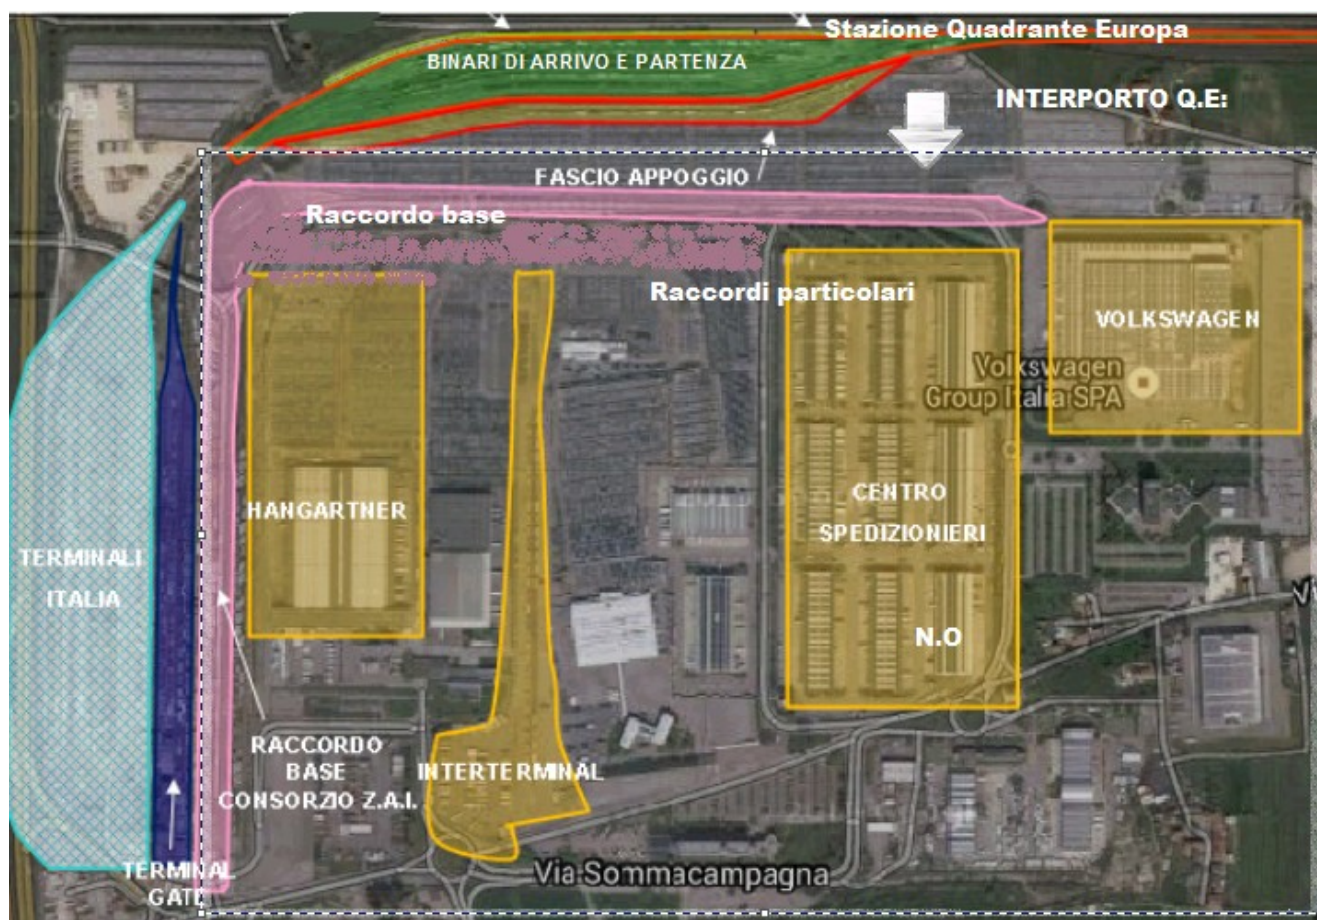 Stazione Quadrante Europa
BINARI DI ARRIVO E PARTENZA
INTERPORTO Q.E:
FASCIO APPOGGIO
Raccordo base
Raccordi particolari
VOLKSWAGEN
Volkswagen
Group Italia SPA
HANGARTNER
CENTRO
SPEDIZIONIERI
TERMINALI
ITALIA
N.O
RACCORDO
BASE
CONSORZIO Z.A.I.
INTERTERMINAL
TERMINAL
GATE
Via Sommacampagna